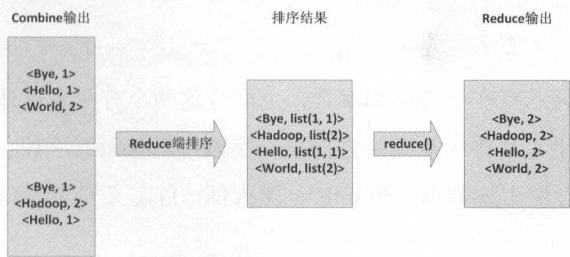 Combine输出
排序结果
Reduce输出
<Bye, 1>
<Hello, 1>
<World, 2>
<Bye, 1>
<Hadoop, 2>
<Hello, 1>
Reduce端排序
<Bye, list(1, 1)>
<Hadoop, list(2)>
<Hello, list(1, 1)>
<World, list(2)>
reduce()
<Bye, 2>
<Hadoop, 2>
<Hello, 2>
<World, 2>